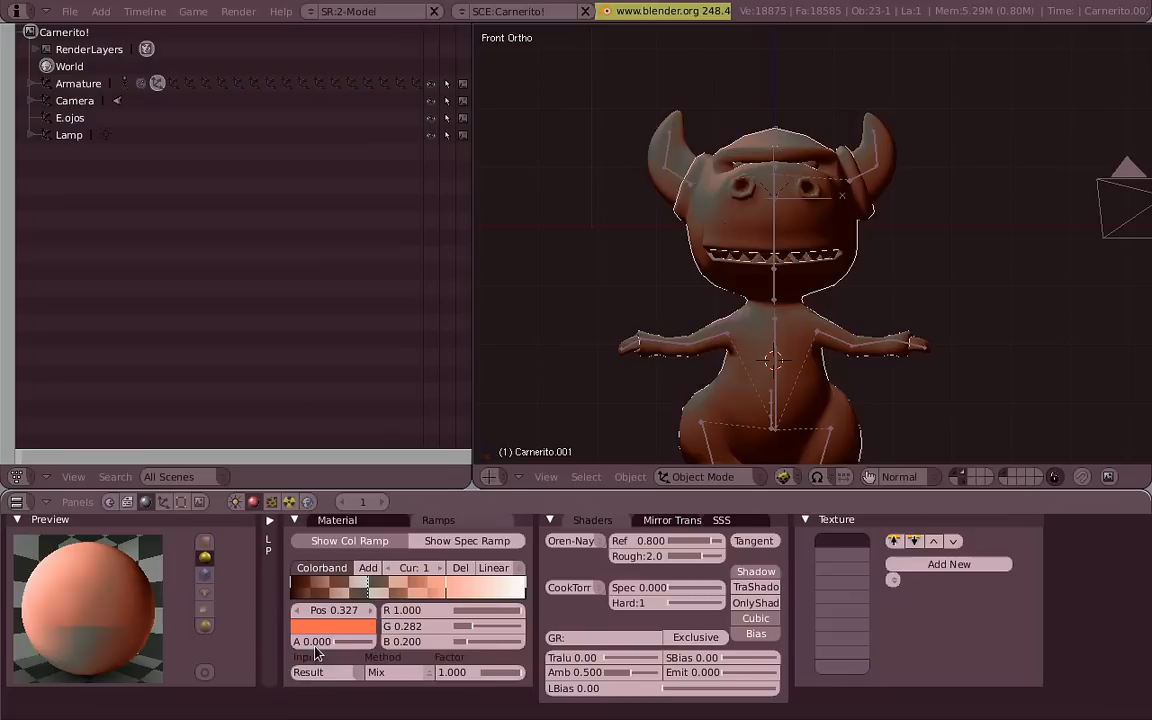 File Add Timeline Game Render Help SR:2-Model SCE:Carnerito! www.blender.org 248.4 Ve:18875 | Fa:18585 | Ob:23-1 | La:1 | Mem:5.29M (0.80M) | Time: | Carnerito.00
Carnerito!
RenderLayers
World
Armature
Camera
E.ojos
Lamp
Front Ortho
(1) Carnerito.001
View Search All Scenes
View Select Object Object Mode Normal
Panels 1
Preview
L
P
Material Ramps
Show Col Ramp Show Spec Ramp
Colorband Add Cur: 1 Del Linear
Pos 0.327 R 1.000
G 0.282
A 0.000 B 0.200
Method Factor
Result Mix 1.000
Shaders Mirror Trans SSS
Oren-Nay Ref 0.800 Tangent
Rough:2.0
Shadow
CookTorr Spec 0.000 TraShado
Hard:1 OnlyShad
Cubic
GR: Exclusive Bias
Tralu 0.00 SBias 0.00
Amb 0.500 Emit 0.000
LBias 0.00
Texture
Add New